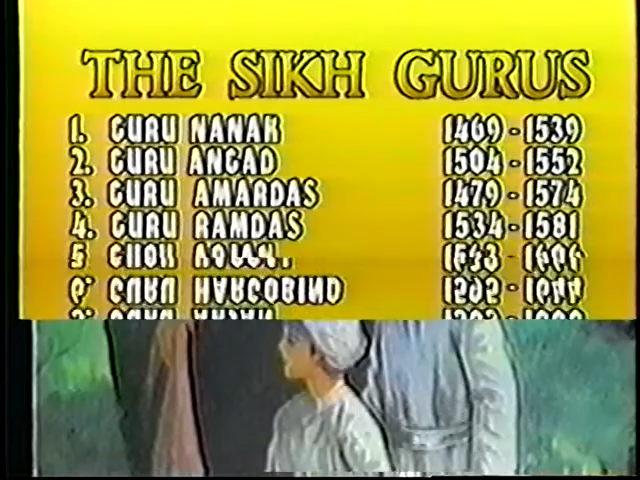 THE SIKH GURUS
1. GURU NANAK 1469 - 1539
2. GURU ANGAD 1504 - 1552
3. GURU AMARDAS 1479 - 1574
4. GURU RAMDAS 1534 - 1581
5 GURU
GURU HARGOBIND